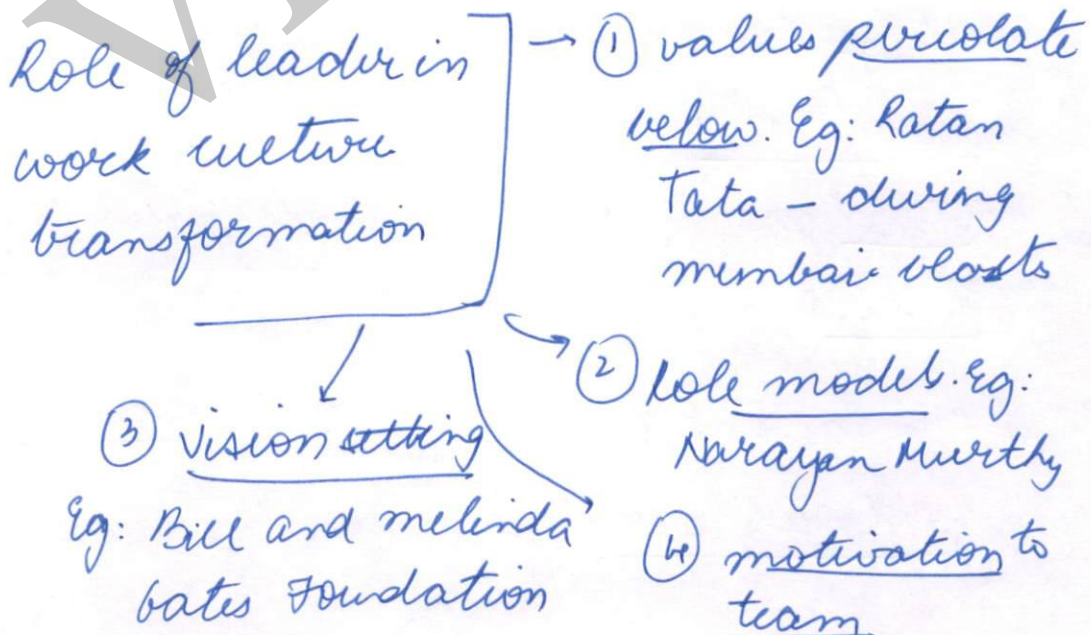 Role of leader in
work culture
transformation
→ ① values percolate
below. Eg: Ratan
Tata - during
mumbai blasts
② Role model. Eg:
Narayan Murthy
③ Vision setting
Eg: Bill and melinda
Gates Foundation
④ motivation to
team